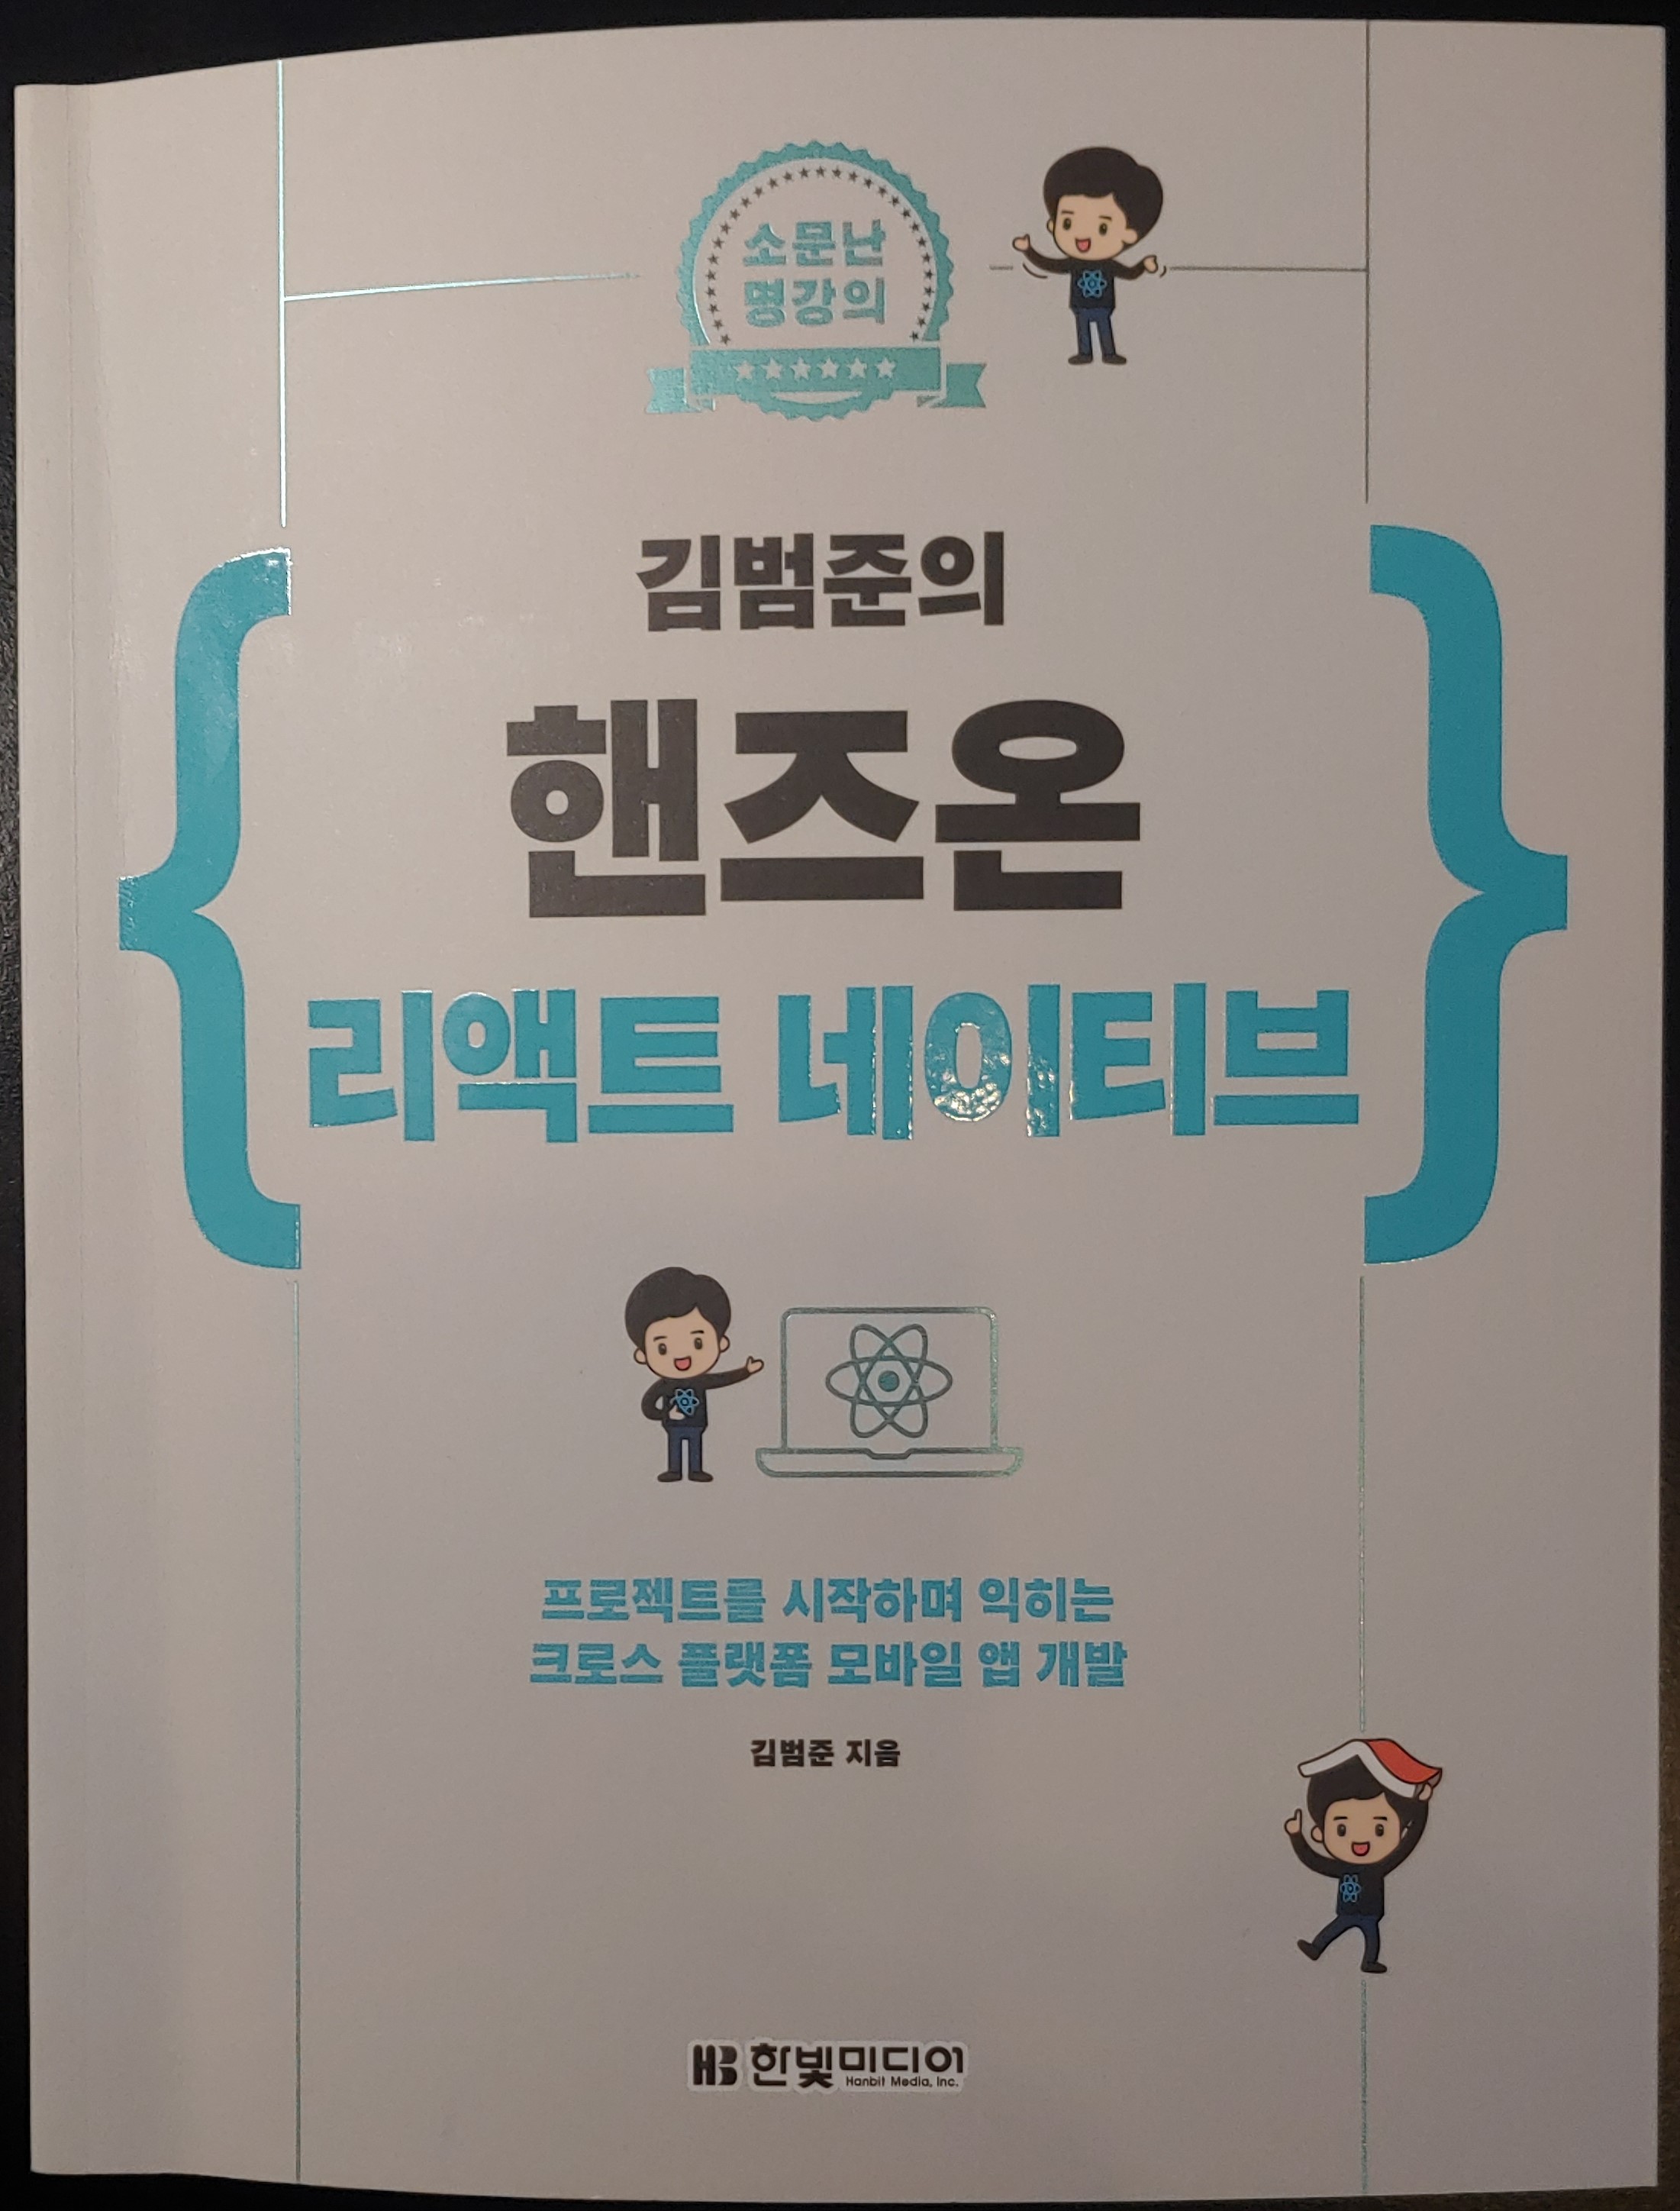 소문난
명강의
김범준의
핸즈온
리액트 네이티브
프로젝트를 시작하며 익히는
크로스 플랫폼 모바일 앱 개발
김범준 지음
HB 한빛미디어
Hanbit Media, Inc.